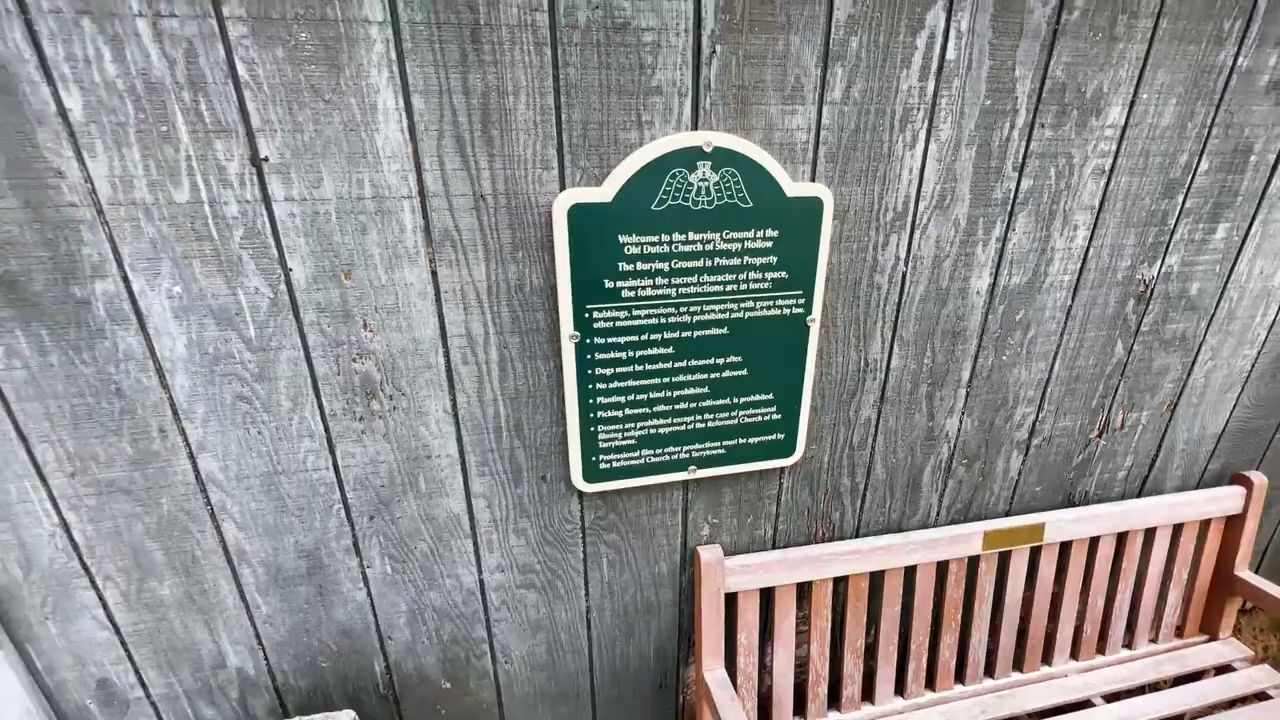 Welcome to the Burying Ground at the
Old Dutch Church of Sleepy Hollow
The Burying Ground is Private Property
To maintain the sacred character of this space,
the following restrictions are in force:
• Rubbings, impressions, or any tampering with grave stones or
other monuments is strictly prohibited and punishable by law.
• No weapons of any kind are permitted.
• Smoking is prohibited.
• Dogs must be leashed and cleaned up after.
• No advertisements or solicitation are allowed.
• Planting of any kind is prohibited.
• Picking flowers, either wild or cultivated, is prohibited.
• Drones are prohibited except in the case of professional
filming subject to approval of the Reformed Church of the
Tarrytowns.
• Professional film or other productions must be approved by
the Reformed Church of the Tarrytowns.